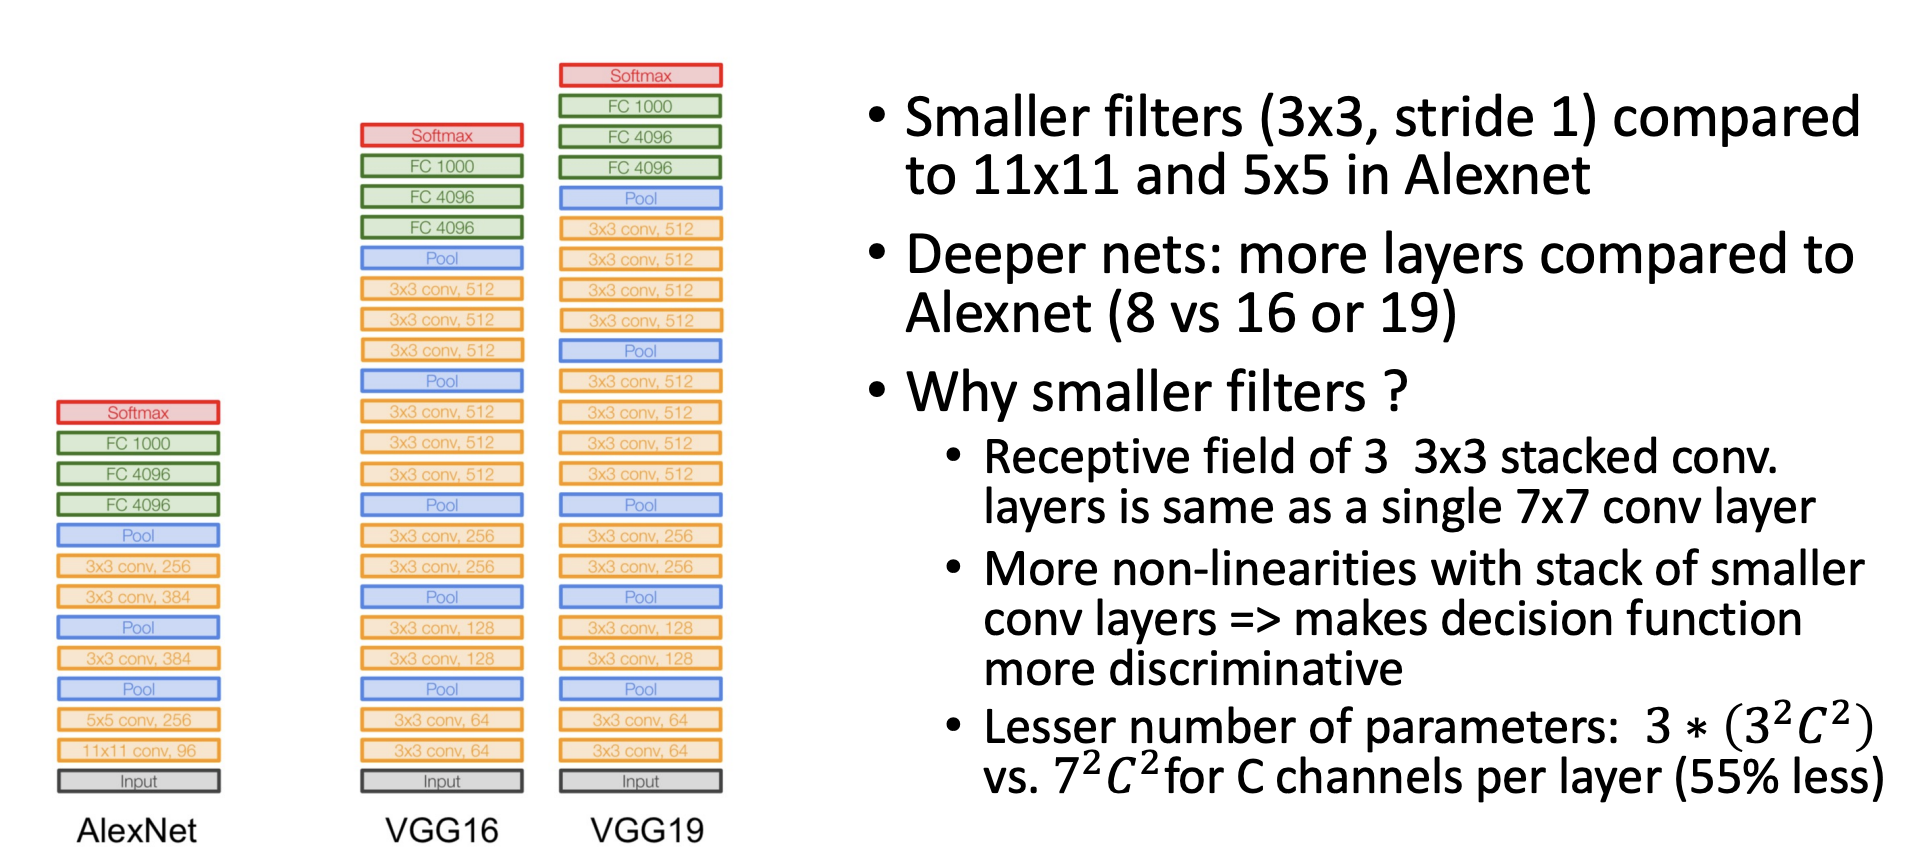 Softmax
FC 1000
FC 4096
FC 4096
Pool
3x3 conv, 256
3x3 conv, 384
Pool
3x3 conv, 384
Pool
5x5 conv, 256
11x11 conv, 96
Input
AlexNet
Softmax
FC 1000
FC 4096
FC 4096
Pool
3x3 conv, 512
3x3 conv, 512
3x3 conv, 512
Pool
3x3 conv, 512
3x3 conv, 512
3x3 conv, 512
Pool
3x3 conv, 256
3x3 conv, 256
Pool
3x3 conv, 128
3x3 conv, 128
Pool
3x3 conv, 64
3x3 conv, 64
Input
VGG16
Softmax
FC 1000
FC 4096
FC 4096
Pool
3x3 conv, 512
3x3 conv, 512
3x3 conv, 512
3x3 conv, 512
Pool
3x3 conv, 512
3x3 conv, 512
3x3 conv, 512
3x3 conv, 512
Pool
3x3 conv, 256
3x3 conv, 256
Pool
3x3 conv, 128
3x3 conv, 128
Pool
3x3 conv, 64
3x3 conv, 64
Input
VGG19
• Smaller filters (3x3, stride 1) compared
to 11x11 and 5x5 in Alexnet
• Deeper nets: more layers compared to
Alexnet (8 vs 16 or 19)
• Why smaller filters ?
• Receptive field of 3 3x3 stacked conv.
layers is same as a single 7x7 conv layer
• More non-linearities with stack of smaller
conv layers => makes decision function
more discriminative
• Lesser number of parameters: 3 ∗ (3²C²)
vs. 7²C² for C channels per layer (55% less)